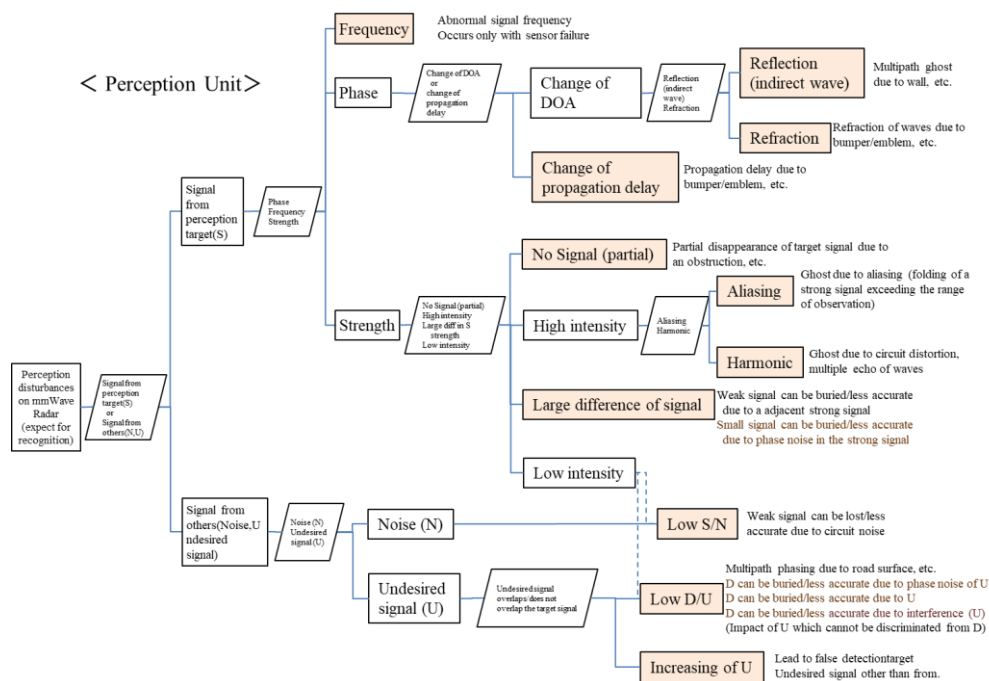 < Perception Unit>
Frequency
Abnormal signal frequency
Occurs only with sensor failure
Phase
Change of DOA
or
change of
propagation
delay
Change of
DOA
Reflection
(indirect
wave)
Refraction
Reflection
(indirect wave)
Multipath ghost
due to wall, etc.
Refraction
Refraction of waves due to
bumper/emblem, etc.
Change of
propagation delay
Propagation delay due to
bumper/emblem, etc.
Signal
from
perception
target(S)
Phase
Frequency
Strength
No Signal (partial)
Partial disappearance of target signal due to
an obstruction, etc.
Strength
No Signal (partial)
High intensity
Large diff in S
strength
Low intensity
High intensity
Aliasing
Harmonic
Aliasing
Ghost due to aliasing (folding of a
strong signal exceeding the range
of observation)
Harmonic
Ghost due to circuit distortion,
multiple echo of waves
Large difference of signal
Weak signal can be buried/less accurate
due to a adjacent strong signal
Small signal can be buried/less accurate
due to phase noise in the strong signal
Low intensity
Perception
disturbances
on mmWave
Radar
(expect for
recognition)
Signal from
perception
target(S)
or
Signal from
others(N,U)
Signal from
others(Noise,U
ndesired
signal)
Noise (N)
Undesired
signal (U)
Noise (N)
Low S/N
Weak signal can be lost/less
accurate due to circuit noise
Undesired
signal (U)
Undesired signal
overlaps/does not
overlap the target signal
Low D/U
Multipath phasing due to road surface, etc.
D can be buried/less accurate due to phase noise of U
D can be buried/less accurate due to U
D can be buried/less accurate due to interference (U)
(Impact of U which cannot be discriminated from D)
Increasing of U
Lead to false detectiontarget
Undesired signal other than from.